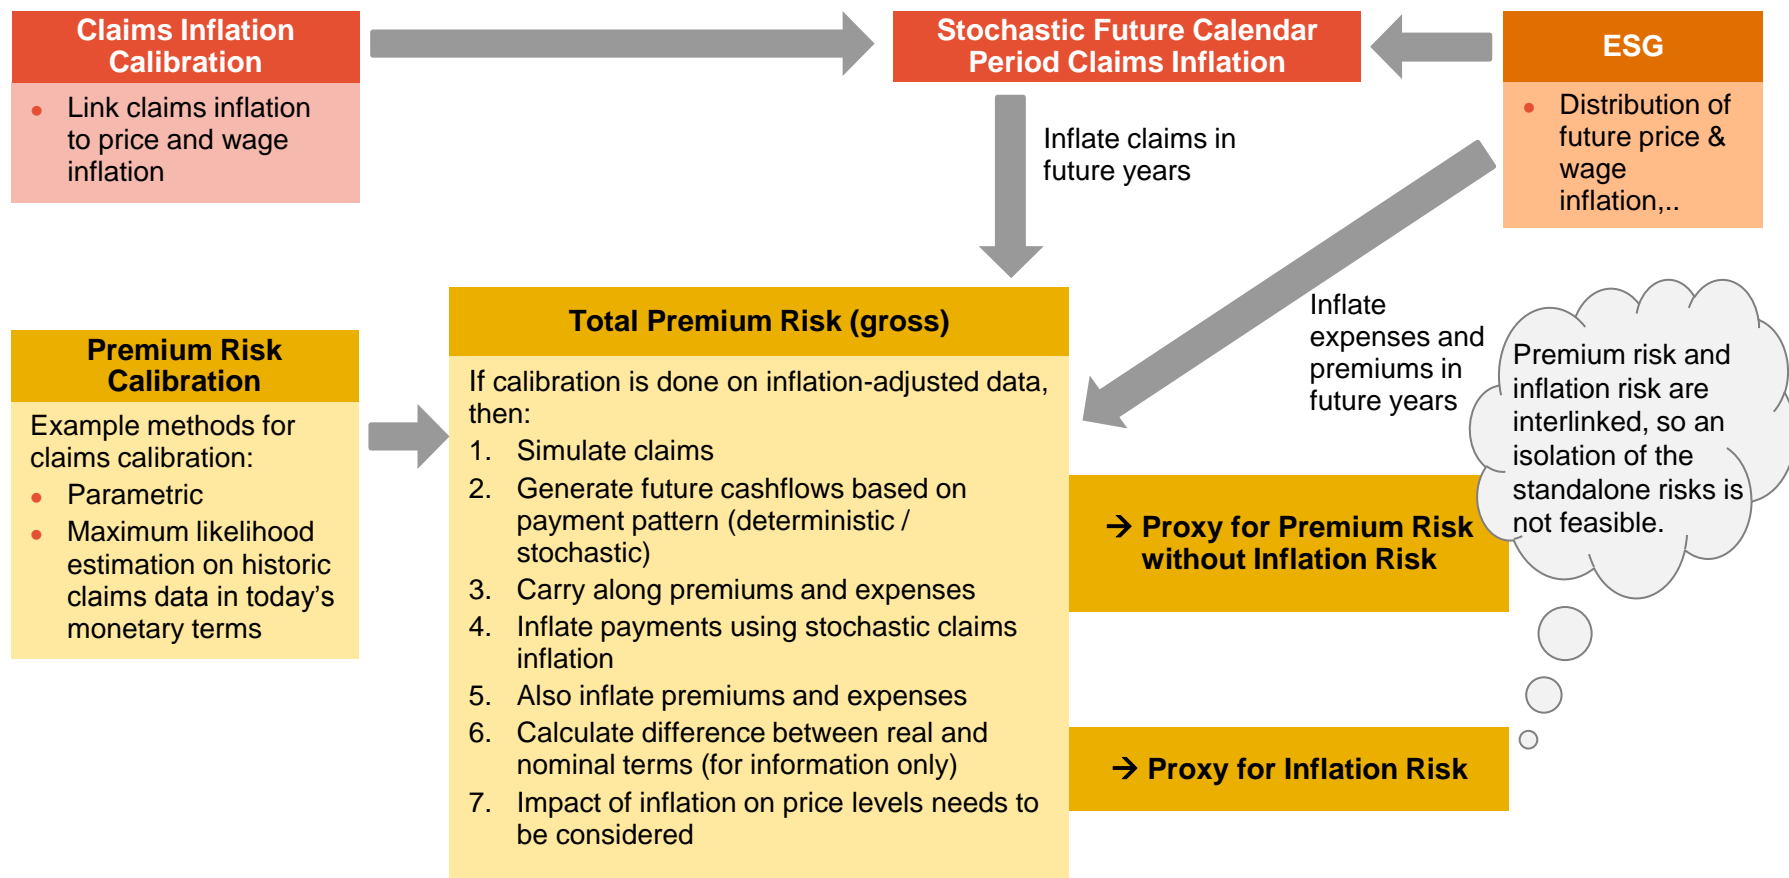 Claims Inflation
Calibration
• Link claims inflation
to price and wage
inflation
Stochastic Future Calendar
Period Claims Inflation
ESG
• Distribution of
future price &
wage
inflation,..
Inflate claims in
future years
Inflate
expenses and
premiums in
future years
Premium Risk
Calibration
Example methods for
claims calibration:
• Parametric
• Maximum likelihood
estimation on historic
claims data in today’s
monetary terms
Total Premium Risk (gross)
If calibration is done on inflation-adjusted data,
then:
1. Simulate claims
2. Generate future cashflows based on
payment pattern (deterministic /
stochastic)
3. Carry along premiums and expenses
4. Inflate payments using stochastic claims
inflation
5. Also inflate premiums and expenses
6. Calculate difference between real and
nominal terms (for information only)
7. Impact of inflation on price levels needs to
be considered
→ Proxy for Premium Risk
without Inflation Risk
→ Proxy for Inflation Risk
Premium risk and
inflation risk are
interlinked, so an
isolation of the
standalone risks is
not feasible.